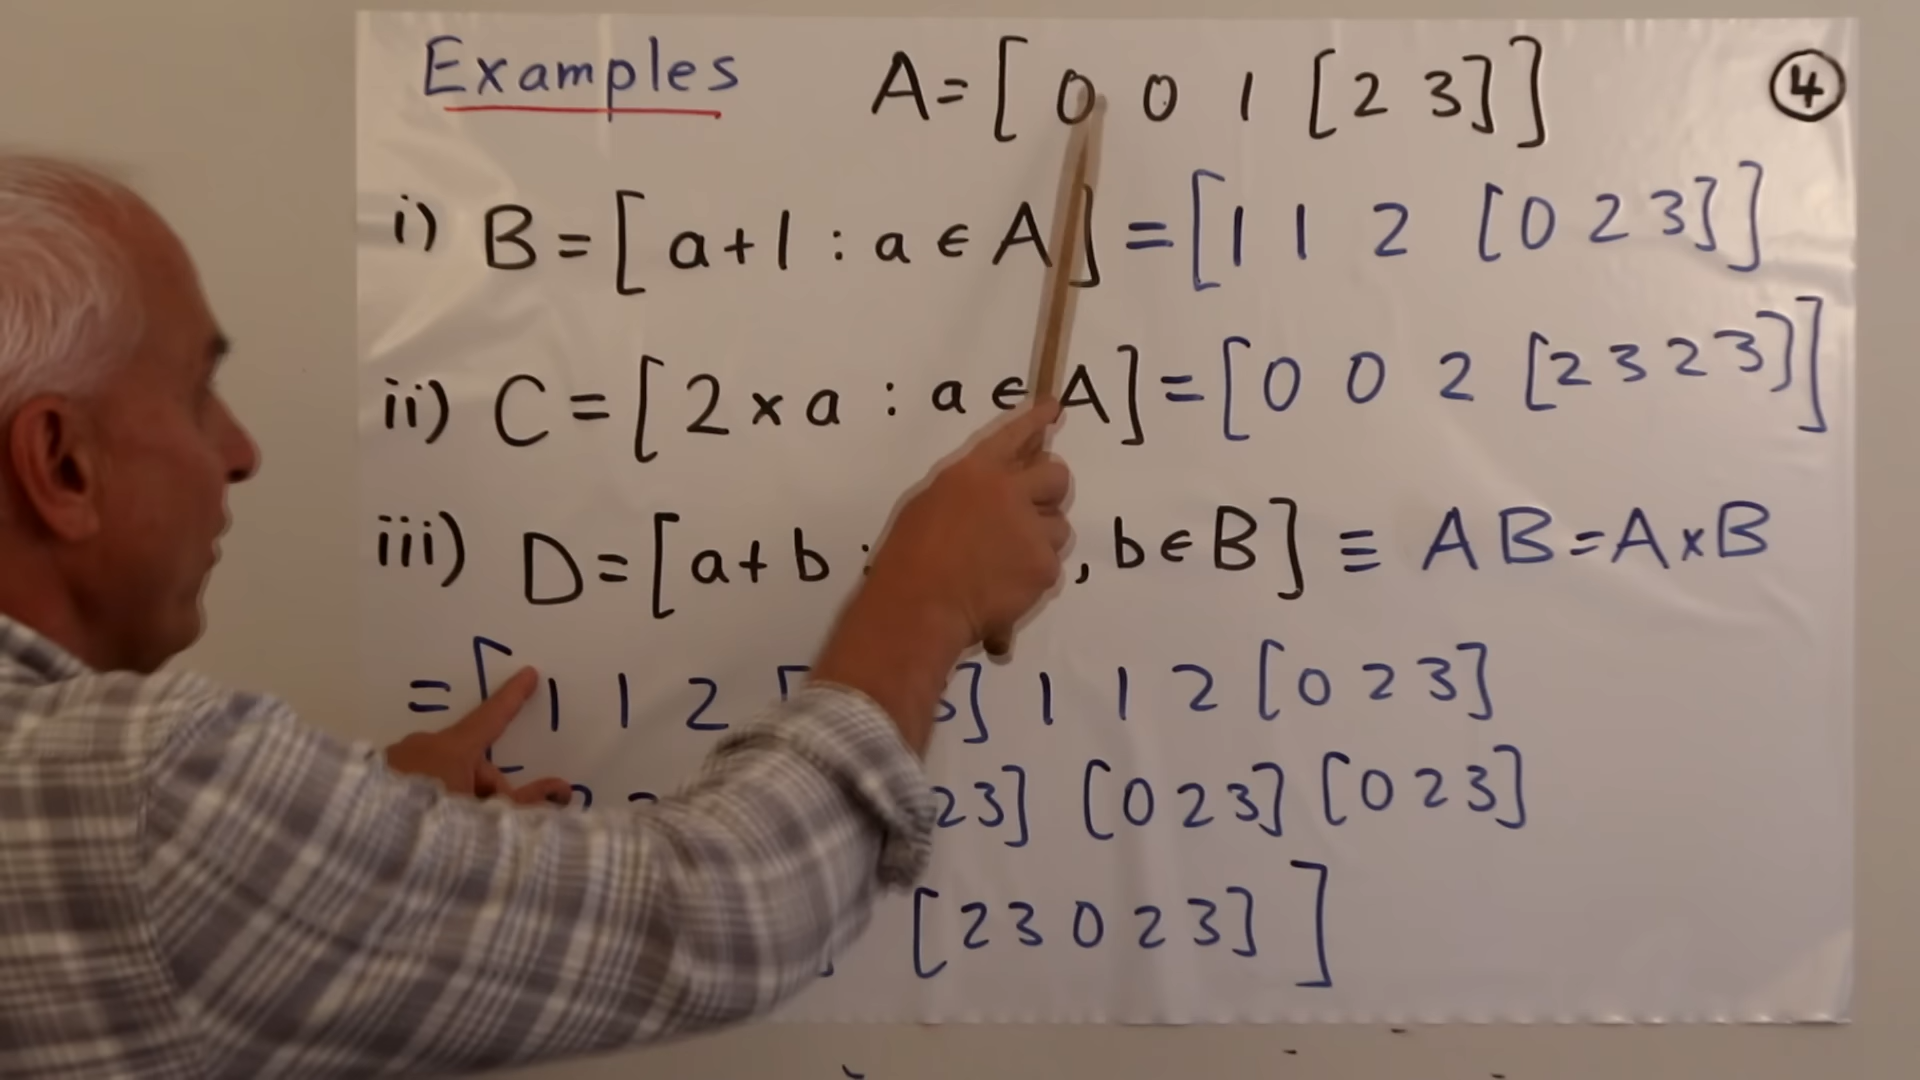 Examples A = [ 0 0 1 [ 2 3 ] ] ④
i) B = [ a + 1 : a ∈ A ] = [ 1 1 2 [ 0 2 3 ] ]
ii) C = [ 2 × a : a ∈ A ] = [ 0 0 2 [ 2 3 2 3 ] ]
iii) D = [ a + b : , b ∈ B ] ≡ A B = A × B
= [ 1 1 2 [ 3 ] 1 1 2 [ 0 2 3 ]
2 3 ] [ 0 2 3 ] [ 0 2 3 ]
] [ 2 3 0 2 3 ] ]